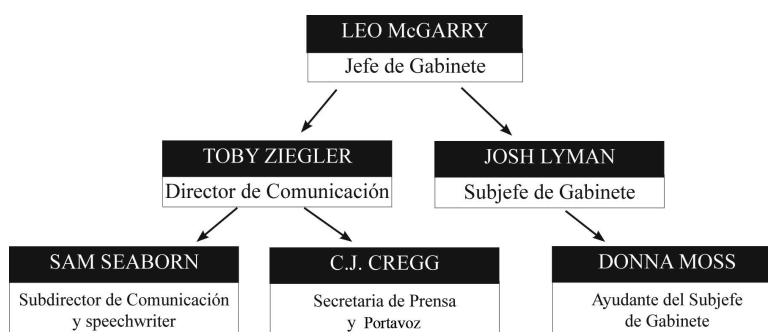 LEO McGARRY
Jefe de Gabinete
TOBY ZIEGLER
Director de Comunicación
JOSH LYMAN
Subjefe de Gabinete
SAM SEABORN
Subdirector de Comunicación
y speechwriter
C.J. CREGG
Secretaria de Prensa
y Portavoz
DONNA MOSS
Ayudante del Subjefe
de Gabinete